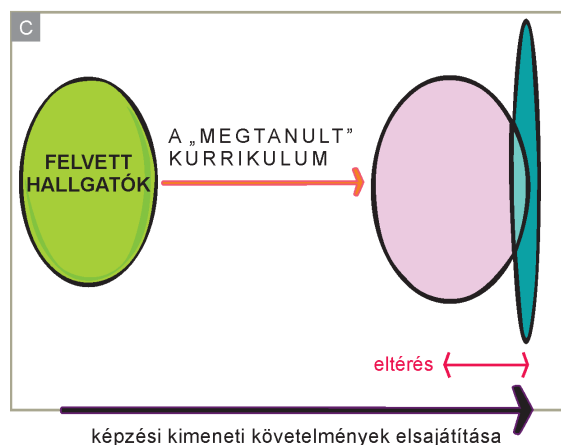 C
FELVETT
HALLGATÓK
A „MEGTANULT”
KURRIKULUM
eltérés
képzési kimeneti követelmények elsajátítása